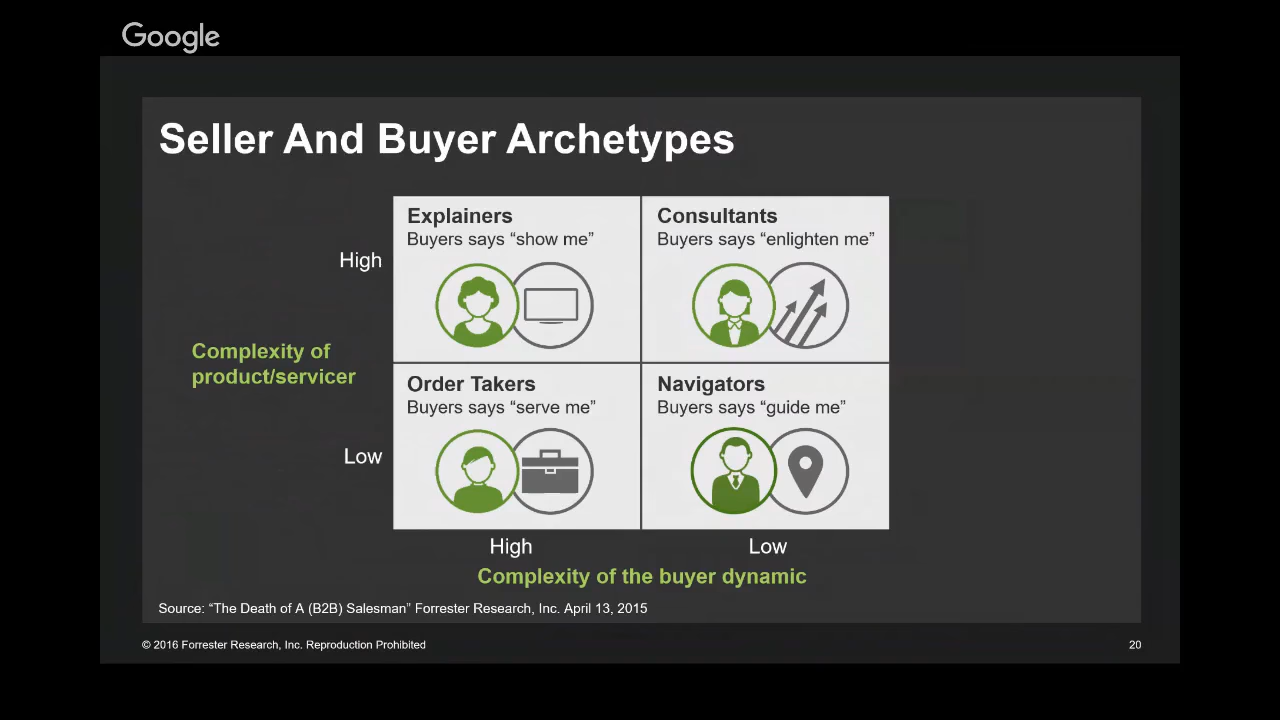 Google
Seller And Buyer Archetypes
Explainers
Buyers says “show me”
Consultants
Buyers says “enlighten me”
High
Complexity of
product/servicer
Order Takers
Buyers says “serve me”
Navigators
Buyers says “guide me”
Low
High
Low
Complexity of the buyer dynamic
Source: “The Death of A (B2B) Salesman” Forrester Research, Inc. April 13, 2015
© 2016 Forrester Research, Inc. Reproduction Prohibited
20